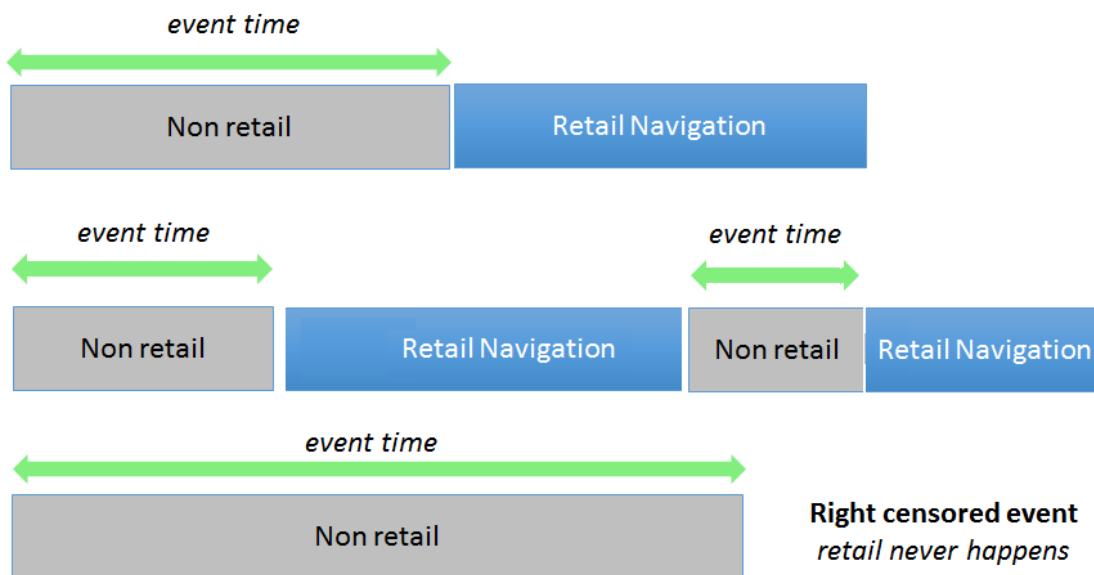 event time
Non retail
Retail Navigation
event time
event time
Non retail
Retail Navigation
Non retail
Retail Navigation
event time
Non retail
Right censored event
retail never happens